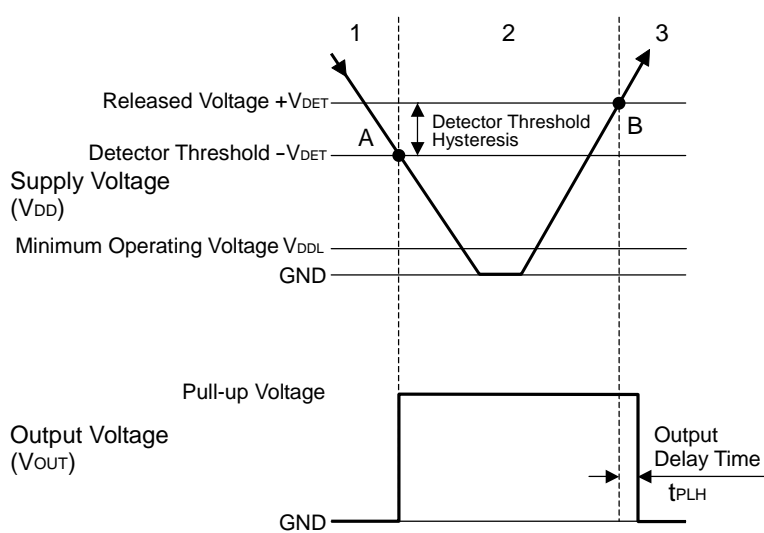 1 2 3
Released Voltage +VDET
Detector Threshold
Hysteresis
A
B
Detector Threshold −VDET
Supply Voltage
(VDD)
Minimum Operating Voltage VDDL
GND
Pull-up Voltage
Output Voltage
(VOUT)
Output
Delay Time
tPLH
GND